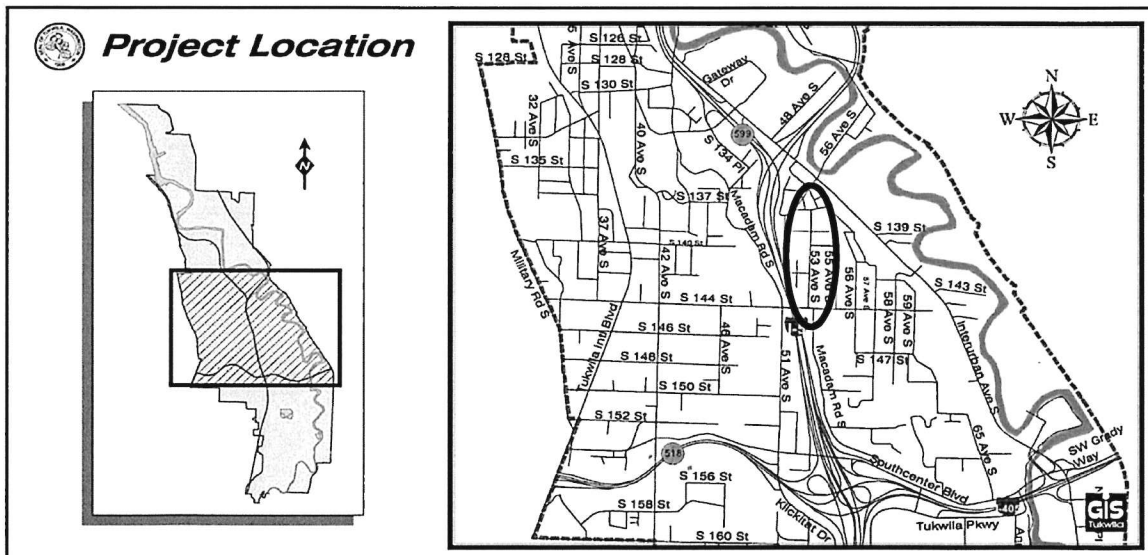 Project Location
N
N
W E
S
S 126 St
S 128 St
S 128 St
S 130 St
Gateway Dr
48 Ave S
56 Ave S
32 Ave S
40 Ave S
599
S 134 Pl
S 135 St
S 137 St
Macadam Rd S
S 139 St
37 Ave S
S 140 St
42 Ave S
Military Rd S
53 Ave S
55 Ave S
56 Ave S
57 Ave S
58 Ave S
59 Ave S
S 143 St
S 144 St
Tukwila Intl Blvd
S 146 St
46 Ave S
S 147 St
S 148 St
51 Ave S
Macadam Rd S
Interurban Ave S
S 150 St
S 152 St
65 Ave S
SW Grady Way
518
Southcenter Blvd
S 156 St
S 158 St
Klickitat Dr
S 160 St
Tukwila Pkwy
GIS
Tukwila